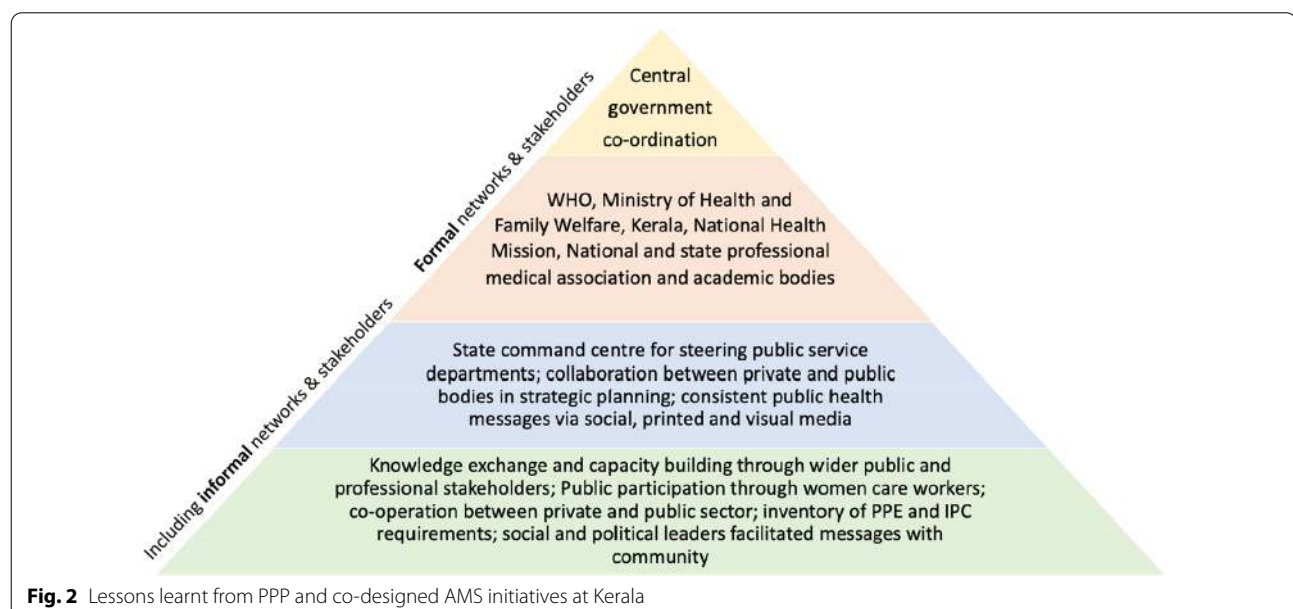 Central
government
co-ordination
Formal networks & stakeholders
WHO, Ministry of Health and
Family Welfare, Kerala, National Health
Mission, National and state professional
medical association and academic bodies
Including informal networks & stakeholders
State command centre for steering public service
departments; collaboration between private and public
bodies in strategic planning; consistent public health
messages via social, printed and visual media
Knowledge exchange and capacity building through wider public and
professional stakeholders; Public participation through women care workers;
co-operation between private and public sector; inventory of PPE and IPC
requirements; social and political leaders facilitated messages with
community
Fig. 2 Lessons learnt from PPP and co-designed AMS initiatives at Kerala